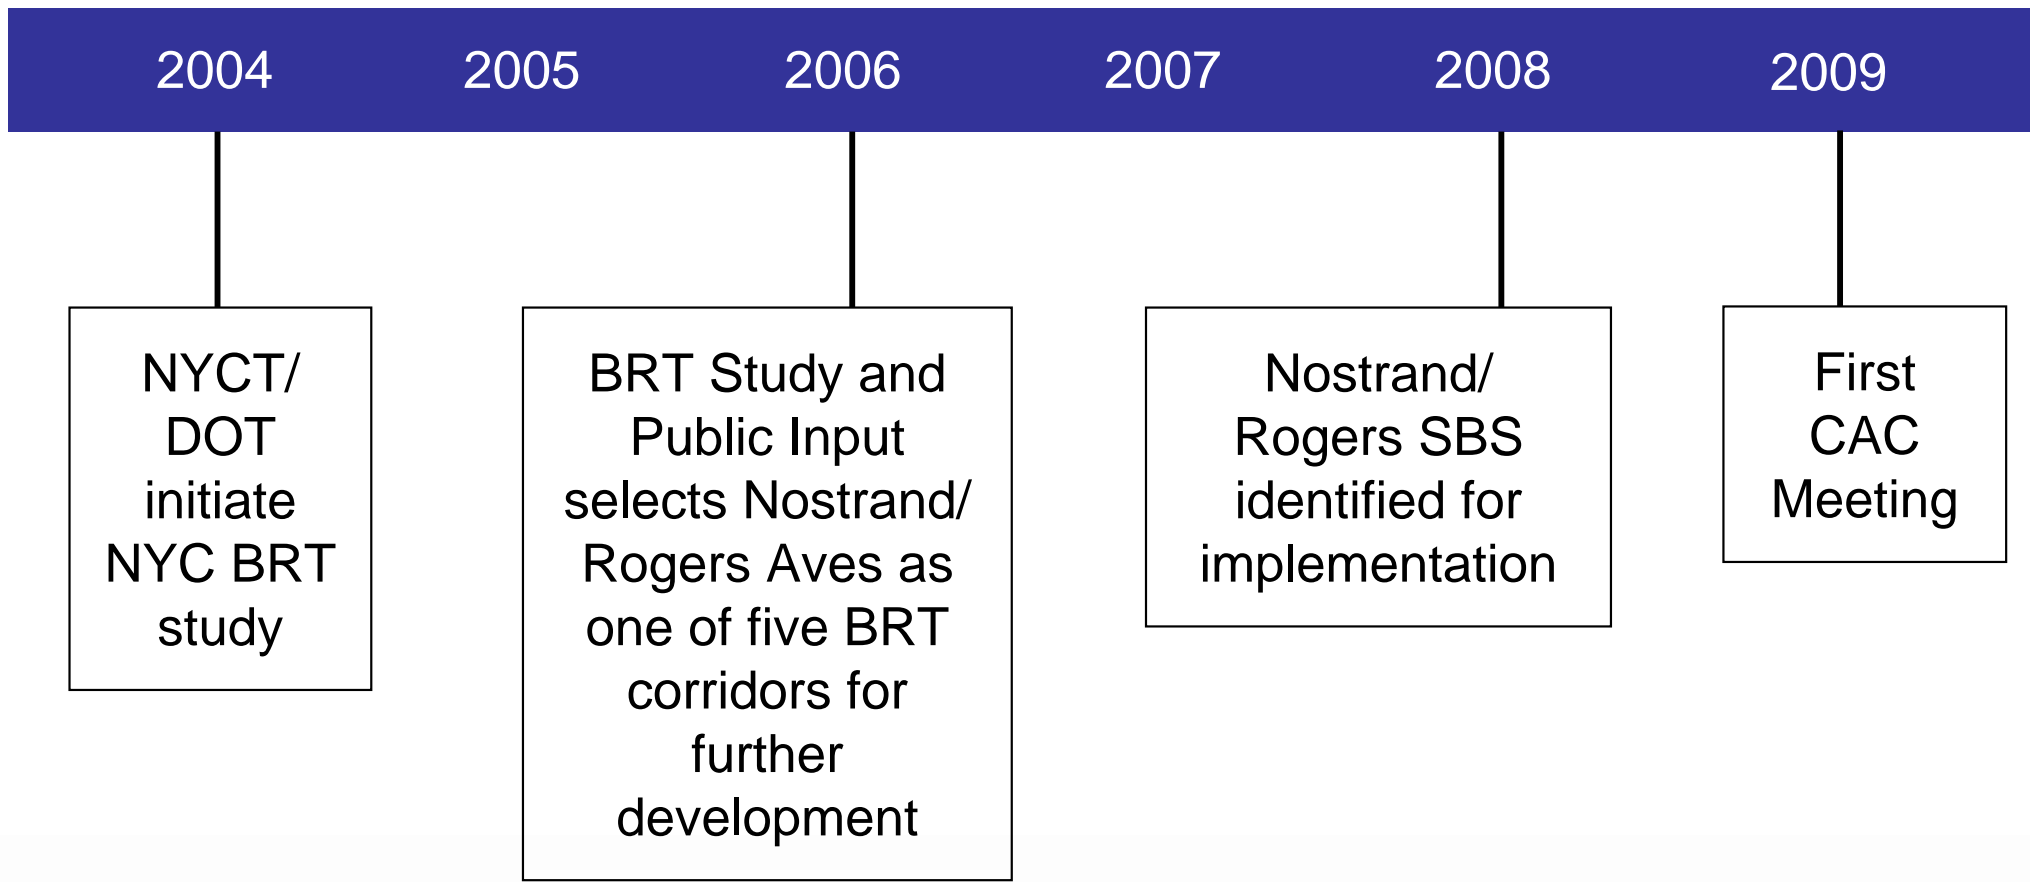 2004 2005 2006 2007 2008 2009
NYCT/
DOT
initiate
NYC BRT
study
BRT Study and
Public Input
selects Nostrand/
Rogers Aves as
one of five BRT
corridors for
further
development
Nostrand/
Rogers SBS
identified for
implementation
First
CAC
Meeting